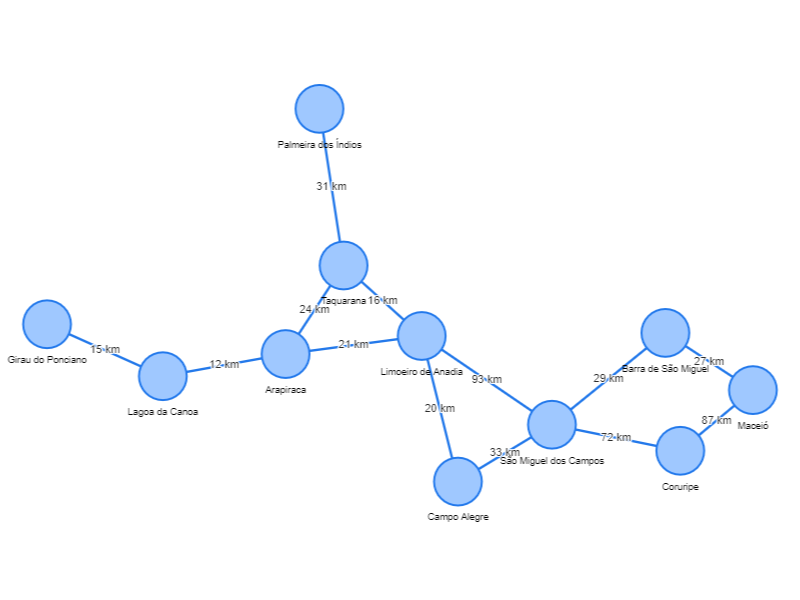 Palmeira dos Índios
31 km
Taquarana
16 km
24 km
Girau do Ponciano
15 km
12 km
21 km
Limoeiro de Anadia
Lagoa da Canoa
Arapiraca
93 km
29 km
Barra de São Miguel
27 km
20 km
87 km
Maceió
72 km
33 km
São Miguel dos Campos
Coruripe
Campo Alegre